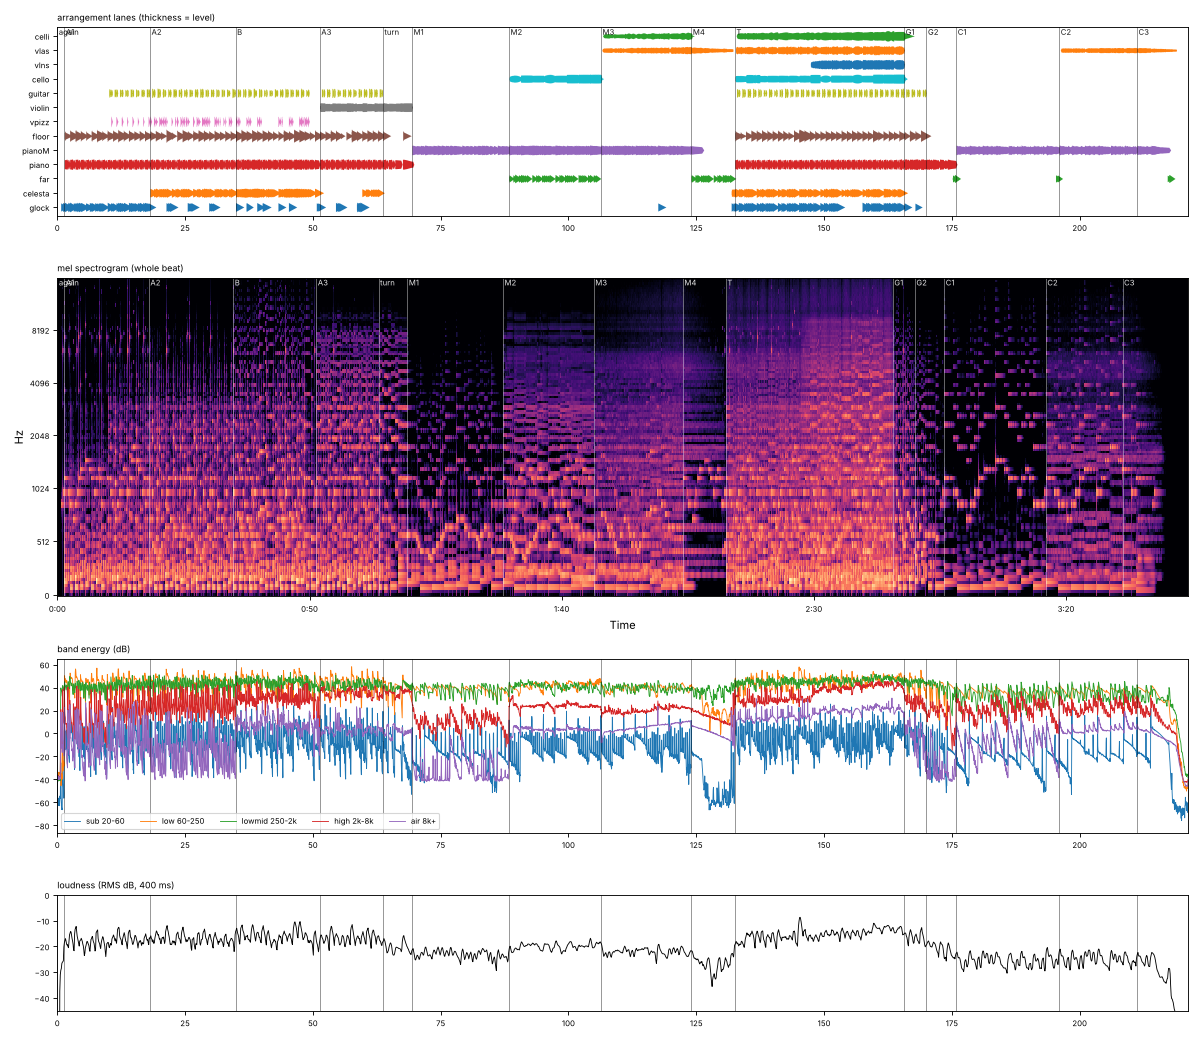 arrangement lanes (thickness = level)
A2 B A3 turn M1 M2 M3 M4 T G1 G2 C1 C2 C3
celli
vlas
vlns
cello
guitar
violin
vpizz
floor
pianoM
piano
far
celesta
glock
0 25 50 75 100 125 150 175 200
mel spectrogram (whole beat)
A2 B A3 turn M1 M2 M3 M4 T G1 G2 C1 C2 C3
8192
4096
2048
1024
512
0
Hz
0:00 0:50 1:40 2:30 3:20
Time
band energy (dB)
60
40
20
0
−20
−40
−60
−80
sub 20-60 low 60-250 lowmid 250-2k high 2k-8k air 8k+
0 25 50 75 100 125 150 175 200
loudness (RMS dB, 400 ms)
0
−10
−20
−30
−40
0 25 50 75 100 125 150 175 200